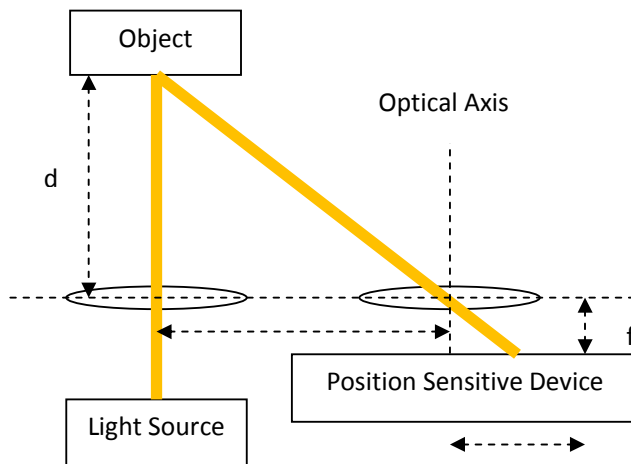 Object
Optical Axis
d
f
Position Sensitive Device
Light Source